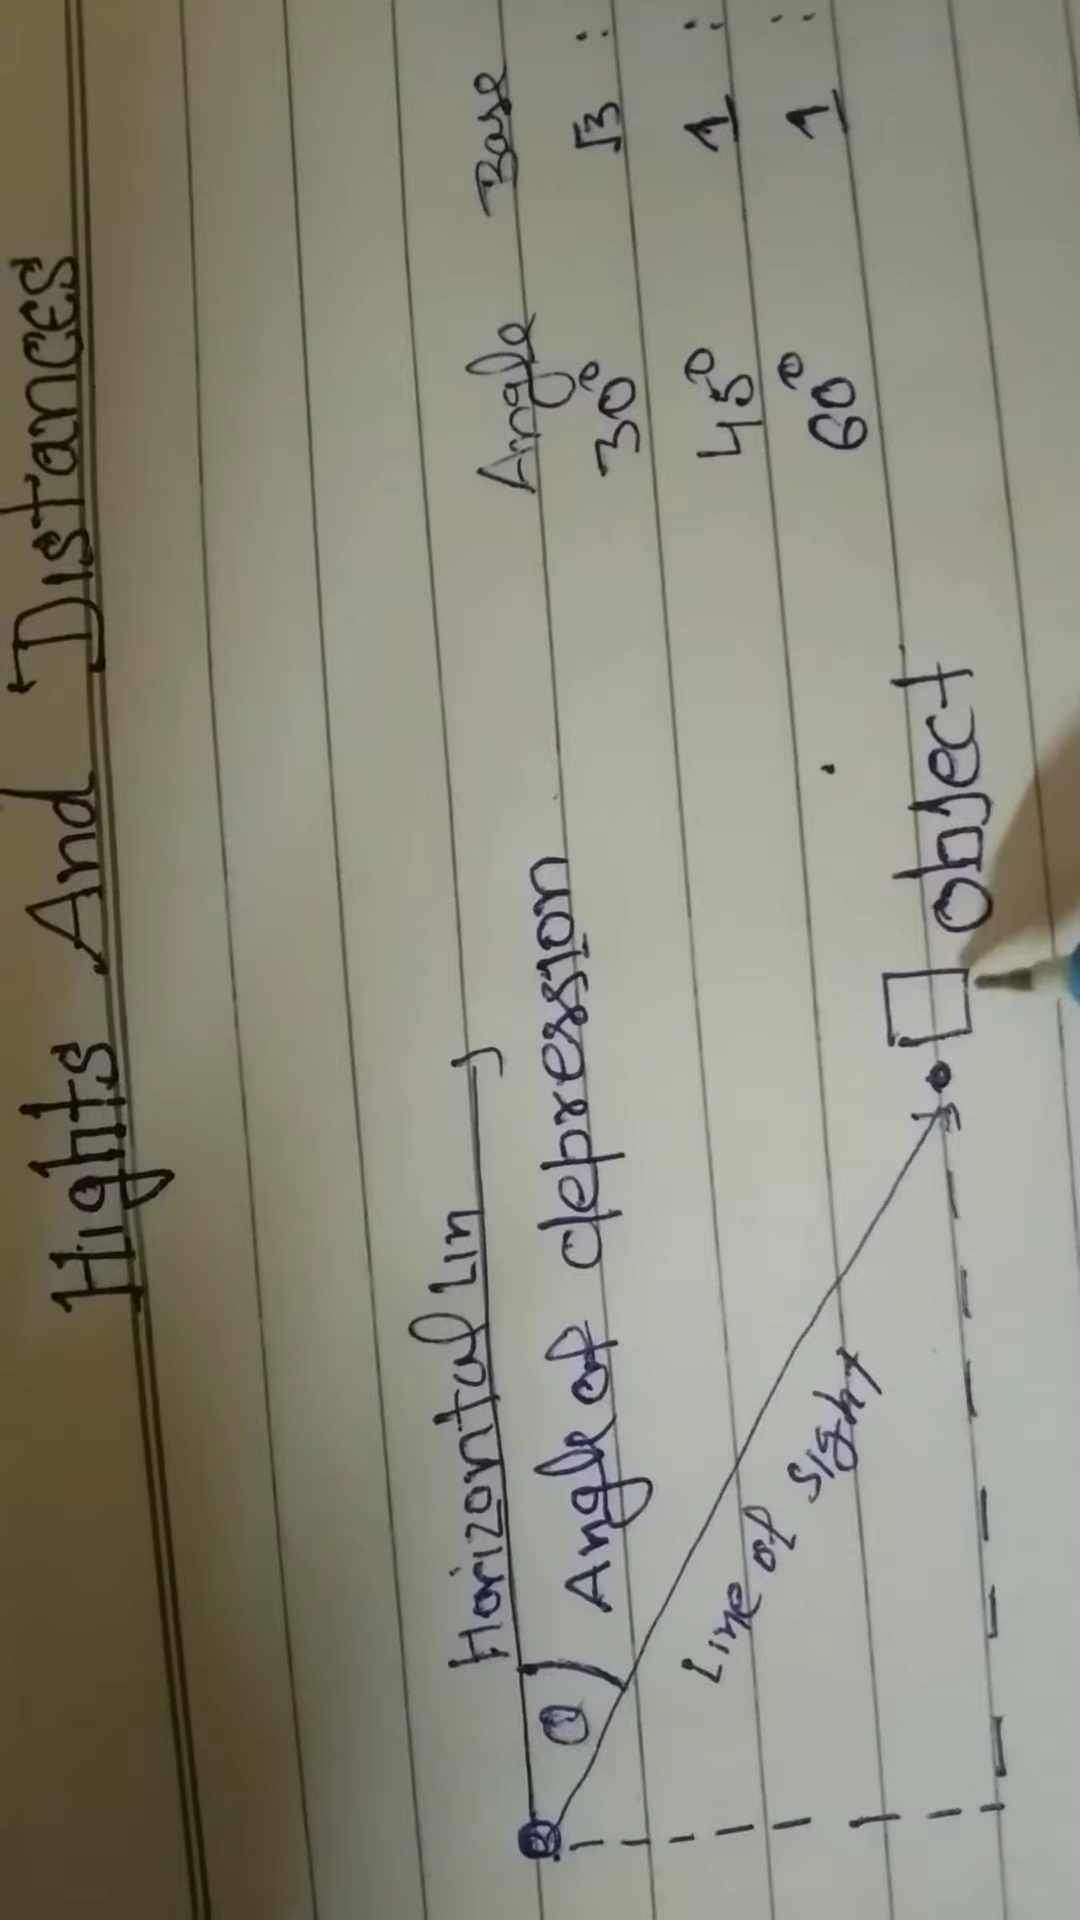 Hights And Distances
Horizontal Lin
Angle Base
Angle of depression
30° √3 :
45° 1 :
60° 1 :
θ
Line of sight
object